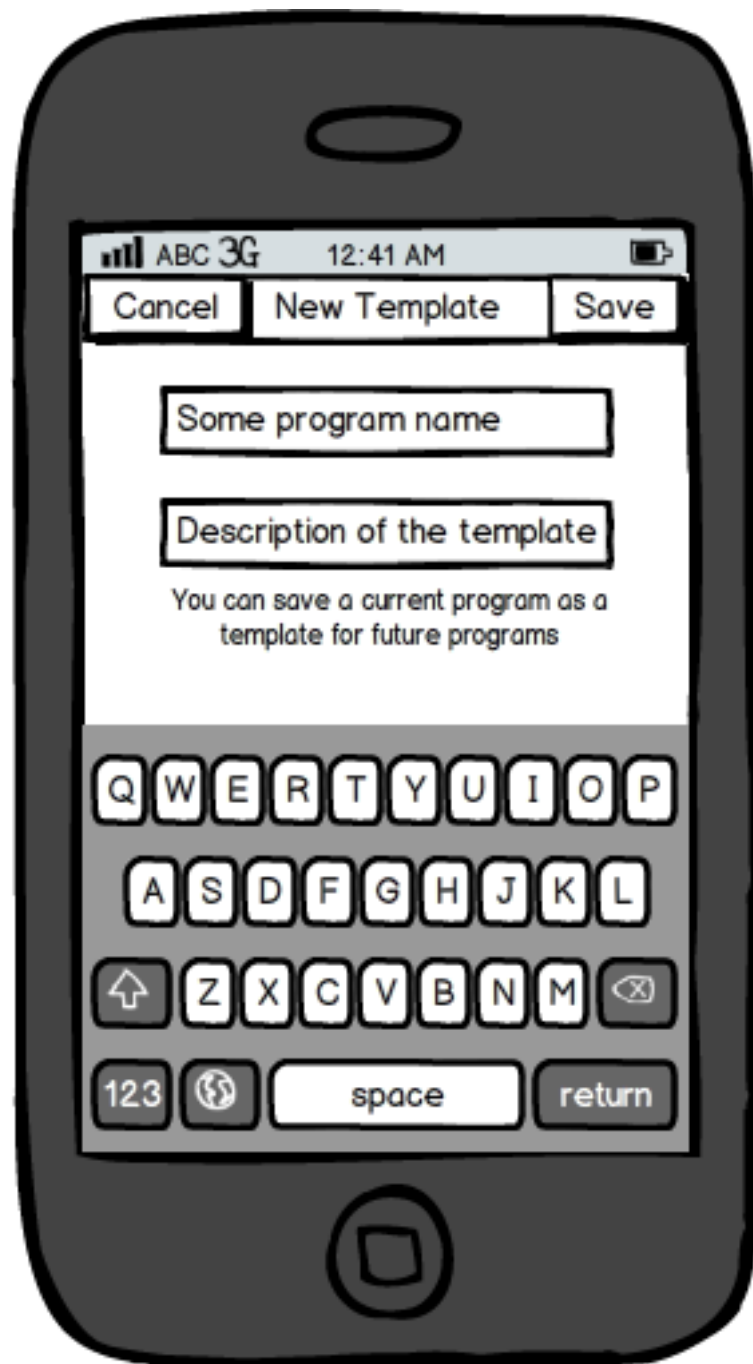 ABC 3G 12:41 AM
Cancel New Template Save
Some program name
Description of the template
You can save a current program as a
template for future programs
Q W E R T Y U I O P
A S D F G H J K L
Z X C V B N M
123 space return